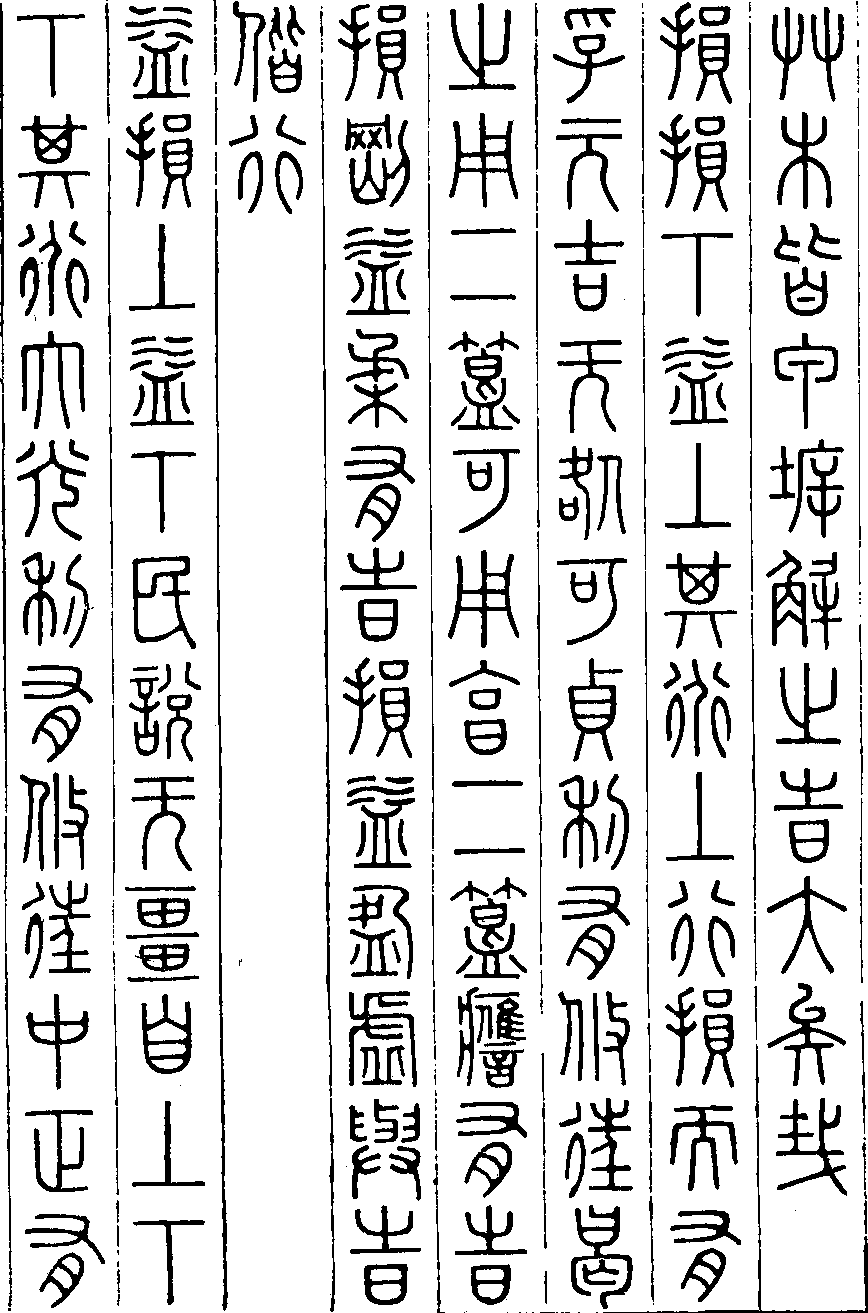 艸木皆甲坼解之時大矣哉
損損下益上其道上行損而有
孚元吉无咎可貞利有攸往曷
之用二簋可用享二簋應有時
損剛益柔有時損益盈虛與時
偕行
益損上益下民說无疆自上下
下其道大光利有攸往中正有